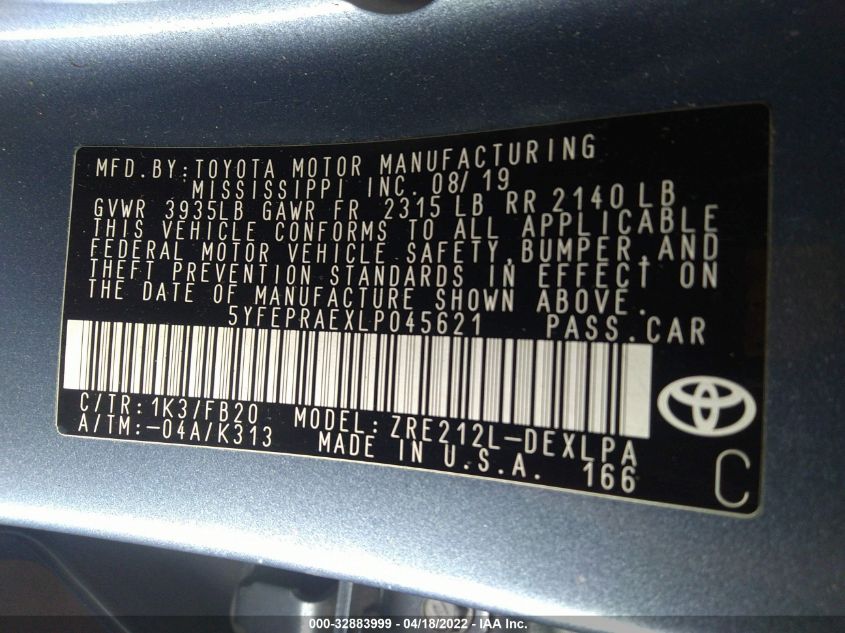 MFD.BY:TOYOTA MOTOR MANUFACTURING
MISSISSIPPI INC. 08/19
GVWR 3935LB GAWR FR 2315 LB RR 2140 LB
THIS VEHICLE CONFORMS TO ALL APPLICABLE
FEDERAL MOTOR VEHICLE SAFETY,BUMPER,AND
THEFT PREVENTION STANDARDS IN EFFECT ON
THE DATE OF MANUFACTURE SHOWN ABOVE.
5YFEPRAEXLP045621 PASS.CAR
C/TR:1K3/FB20 MODEL:ZRE212L-DEXLPA
A/TM:-04A/K313 MADE IN U.S.A. 166
C
000-32883999 - 04/18/2022 - IAA Inc.